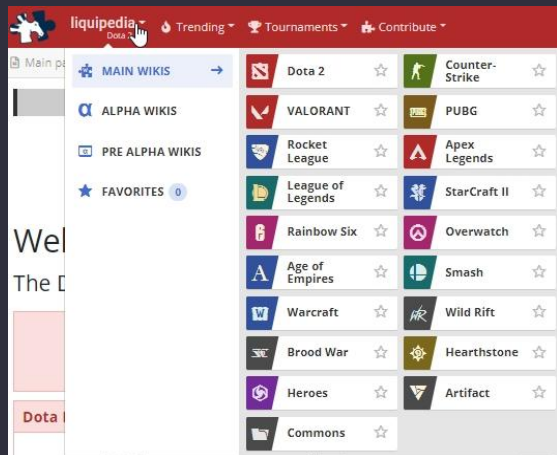 liquipedia
Dota 2
Trending
Tournaments
Contribute
Main pa
MAIN WIKIS
ALPHA WIKIS
PRE ALPHA WIKIS
FAVORITES 0
Dota 2
Counter-
Strike
VALORANT
PUBG
Rocket
League
Apex
Legends
League of
Legends
StarCraft II
Rainbow Six
Overwatch
Age of
Empires
Smash
Warcraft
Wild Rift
Brood War
Hearthstone
Heroes
Artifact
Commons
Wel
The D
Dota